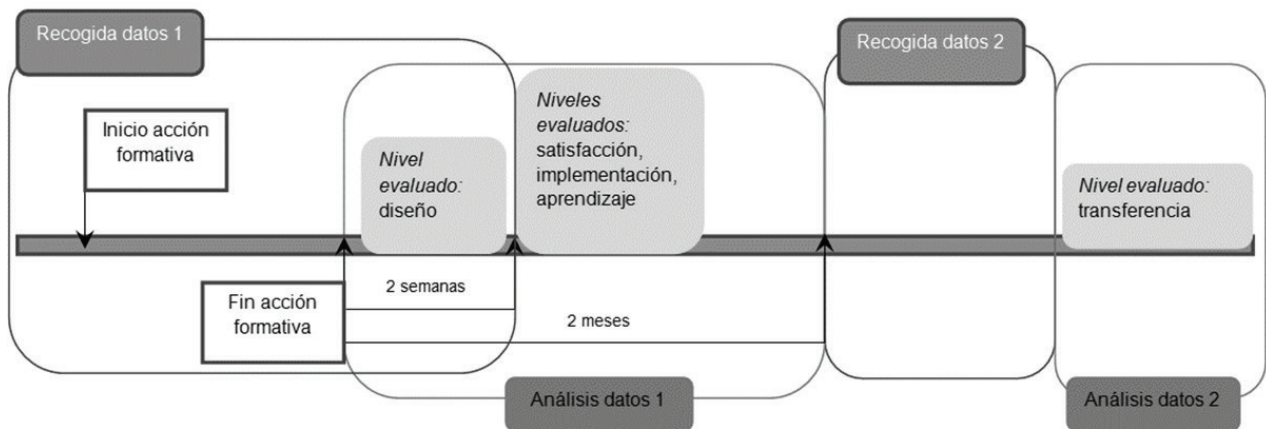 Recogida datos 1
Recogida datos 2
Inicio acción
formativa
Nivel
evaluado:
diseño
Niveles
evaluados:
satisfacción,
implementación,
aprendizaje
Nivel evaluado:
transferencia
Fin acción
formativa
2 semanas
2 meses
Análisis datos 1
Análisis datos 2